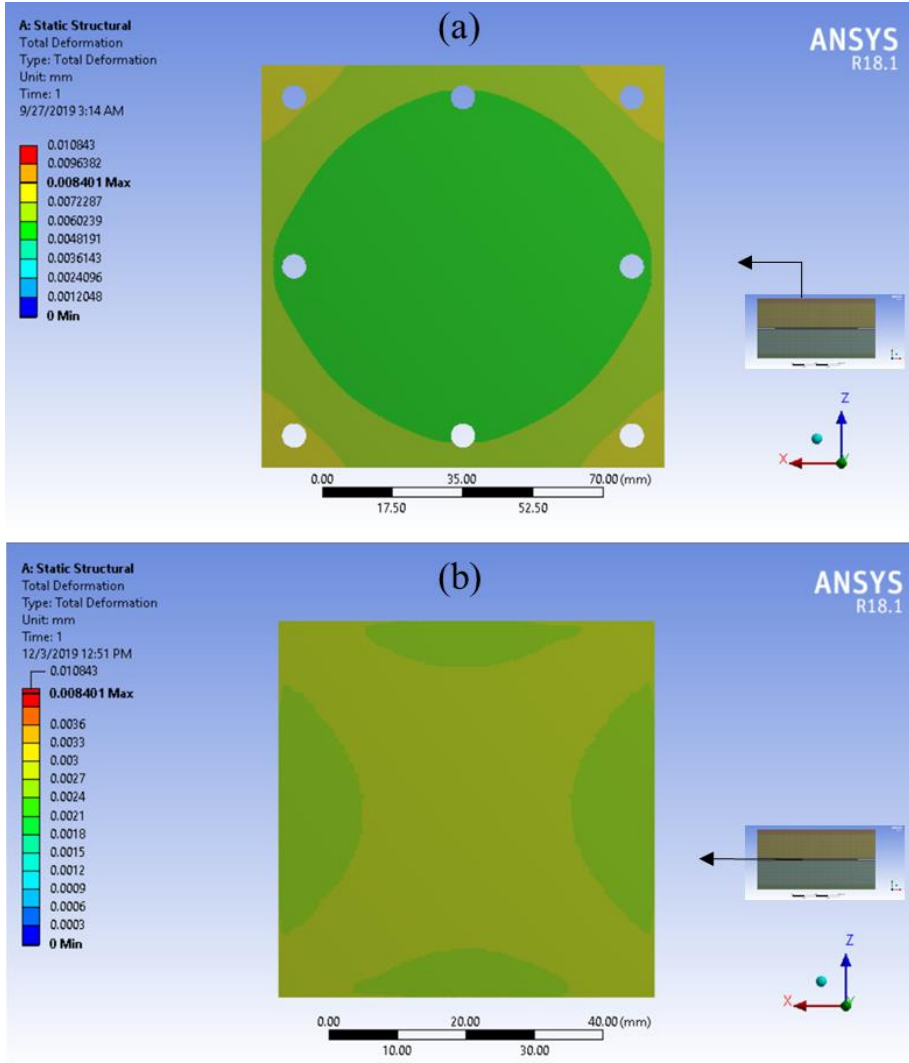 (a)
A: Static Structural
Total Deformation
Type: Total Deformation
Unit: mm
Time: 1
9/27/2019 3:14 AM
ANSYS
R18.1
0.010843
0.0096382
0.008401 Max
0.0072287
0.0060239
0.0048191
0.0036143
0.0024096
0.0012048
0 Min
Z
X
Y
0.00 35.00 70.00 (mm)
17.50 52.50
(b)
A: Static Structural
Total Deformation
Type: Total Deformation
Unit: mm
Time: 1
12/3/2019 12:51 PM
ANSYS
R18.1
0.010843
0.008401 Max
0.0036
0.0033
0.003
0.0027
0.0024
0.0021
0.0018
0.0015
0.0012
0.0009
0.0006
0.0003
0 Min
Z
X
Y
0.00 20.00 40.00 (mm)
10.00 30.00